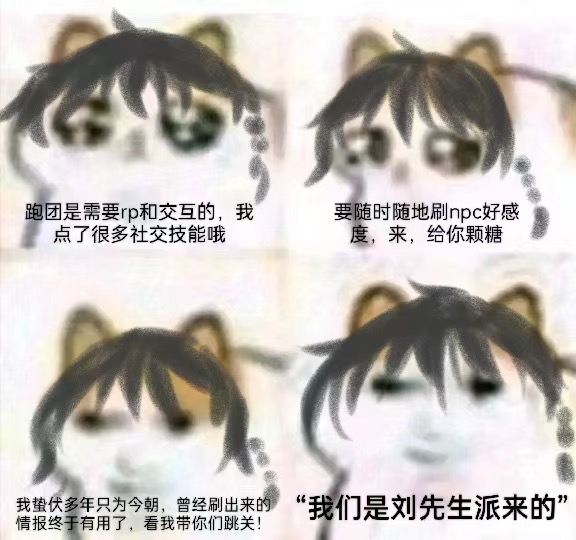 跑团是需要rp和交互的，我
点了很多社交技能哦
要随时随地刷npc好感
度，来，给你颗糖
我蛰伏多年只为今朝，曾经刷出来的
情报终于有用了，看我带你们跳关！
“我们是刘先生派来的”